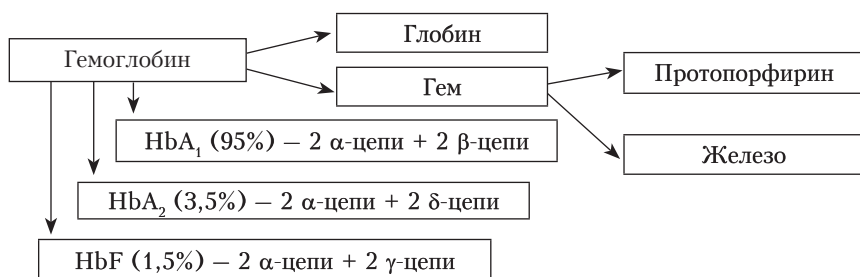 Глобин
Гемоглобин
Гем
Протопорфирин
HbA₁ (95%) – 2 α-цепи + 2 β-цепи
Железо
HbA₂ (3,5%) – 2 α-цепи + 2 δ-цепи
HbF (1,5%) – 2 α-цепи + 2 γ-цепи